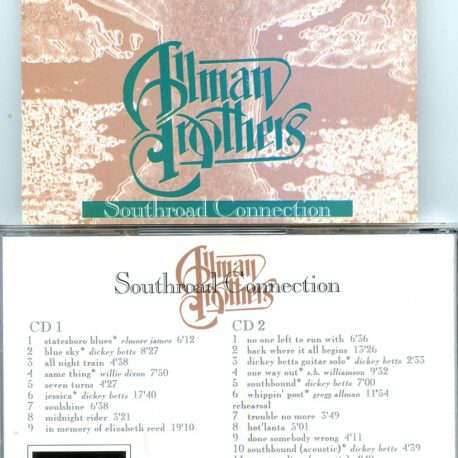 Allman
Brothers
Southroad Connection
Allman
Brothers
Southroad Connection
CD 1
1 statesboro blues* elmore james 6'12
2 blue sky* dickey betts 8'27
3 all night train 4'38
4 same thing* willie dixon 7'50
5 seven turns 4'27
6 jessica* dickey betts 17'40
7 soulshine 6'38
8 midnight rider 3'21
9 in memory of elizabeth reed 19'10
CD 2
1 no one left to run with 6'36
2 back where it all begins 13'26
3 dickey betts guitar solo* dickey betts 2'33
4 one way out* s.b. williamson 9'32
5 southbound* dickey betts 7'00
6 whippin' post* gregg allman 11'54
rehearsal
7 trouble no more 3'49
8 hot'lanta 5'01
9 done somebody wrong 4'11
10 southbound (acoustic)* dickey betts 4'39